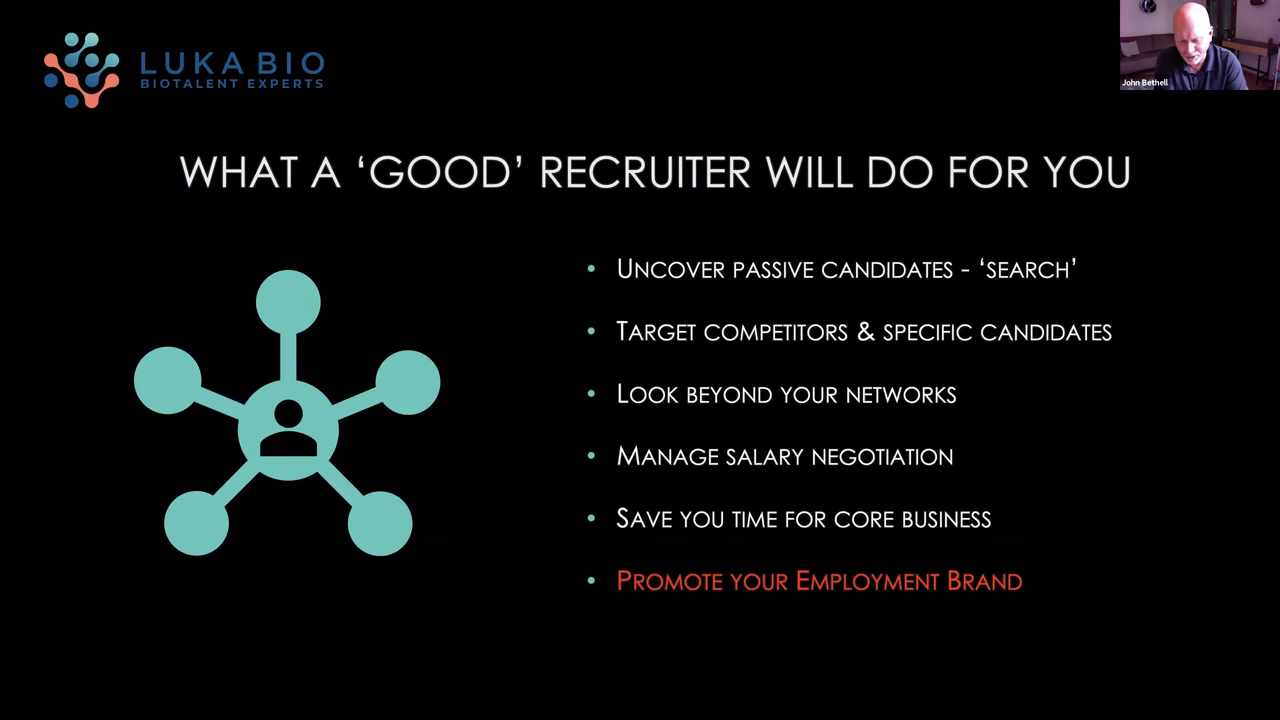 LUKA BIO
BIOTALENT EXPERTS
John Bethell
WHAT A ‘GOOD’ RECRUITER WILL DO FOR YOU
• UNCOVER PASSIVE CANDIDATES - ‘SEARCH’
• TARGET COMPETITORS & SPECIFIC CANDIDATES
• LOOK BEYOND YOUR NETWORKS
• MANAGE SALARY NEGOTIATION
• SAVE YOU TIME FOR CORE BUSINESS
• PROMOTE YOUR EMPLOYMENT BRAND